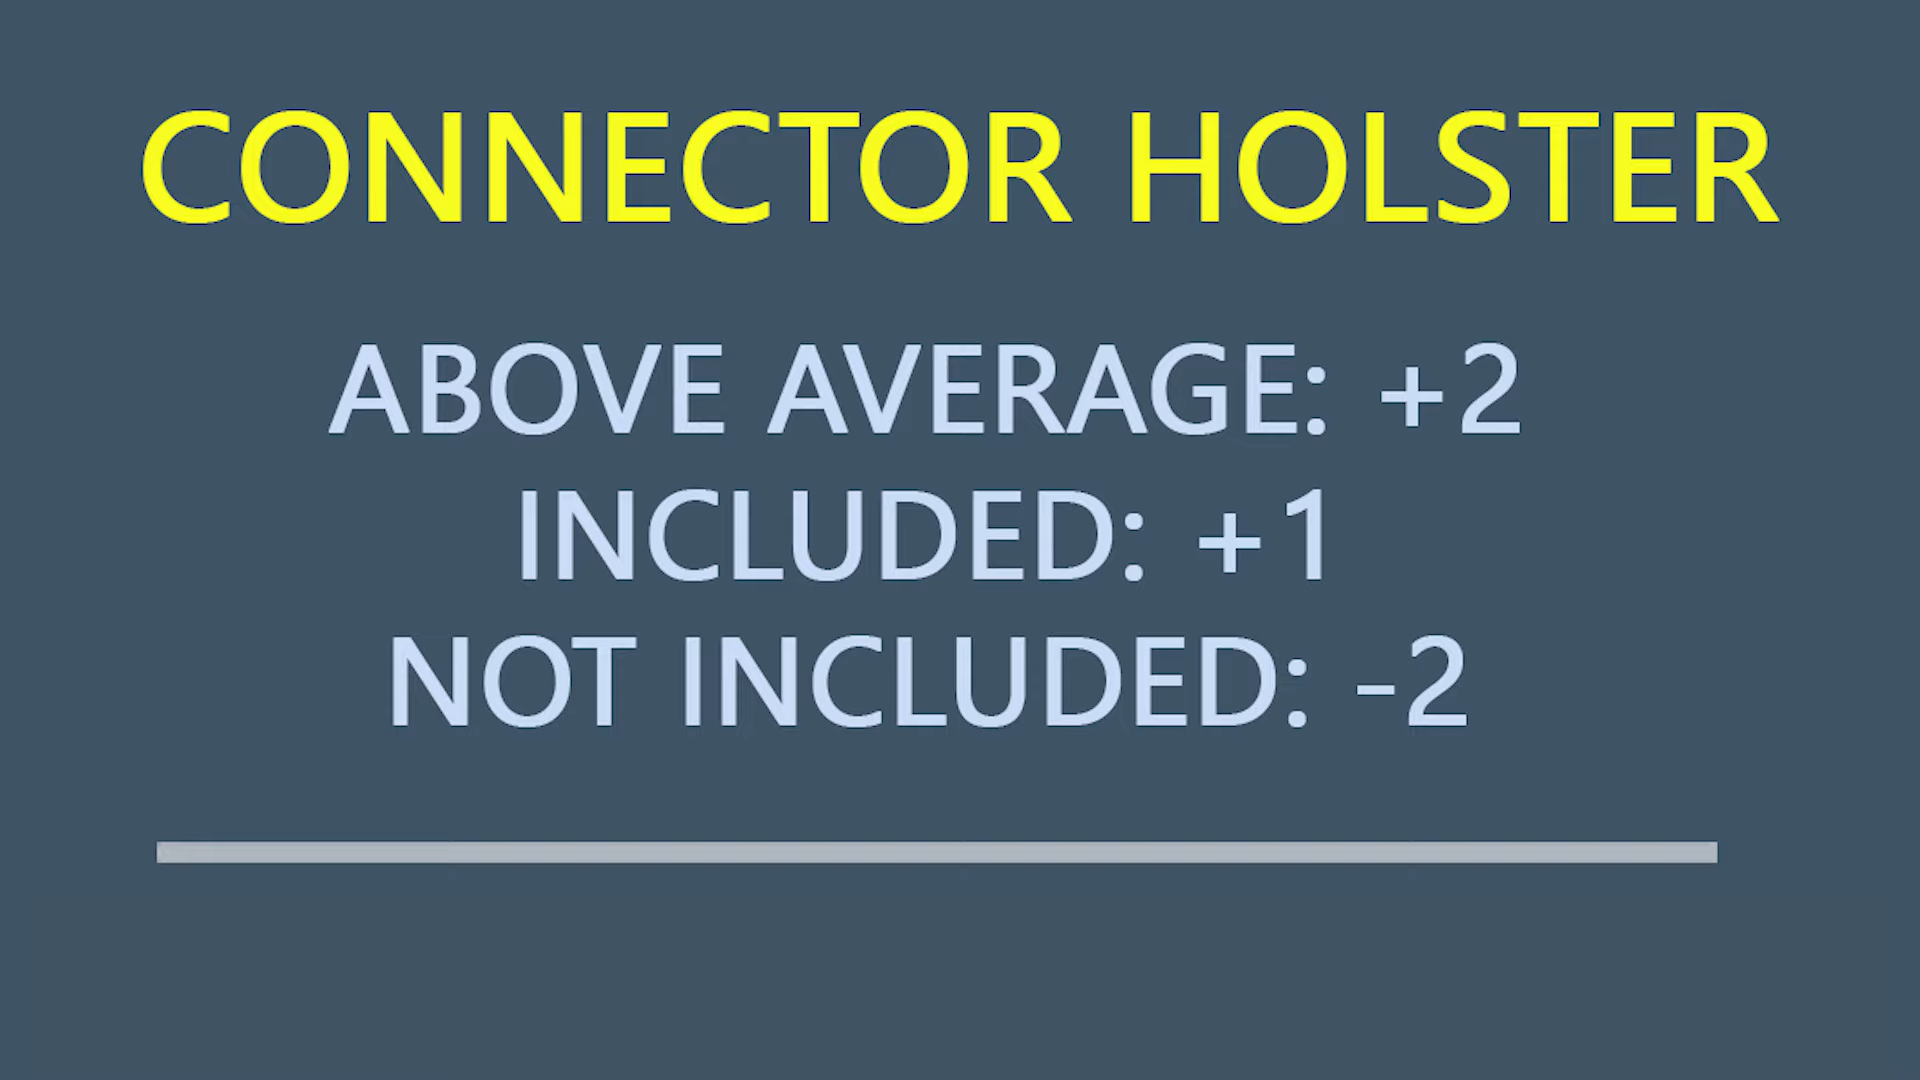 CONNECTOR HOLSTER
ABOVE AVERAGE: +2
INCLUDED: +1
NOT INCLUDED: -2